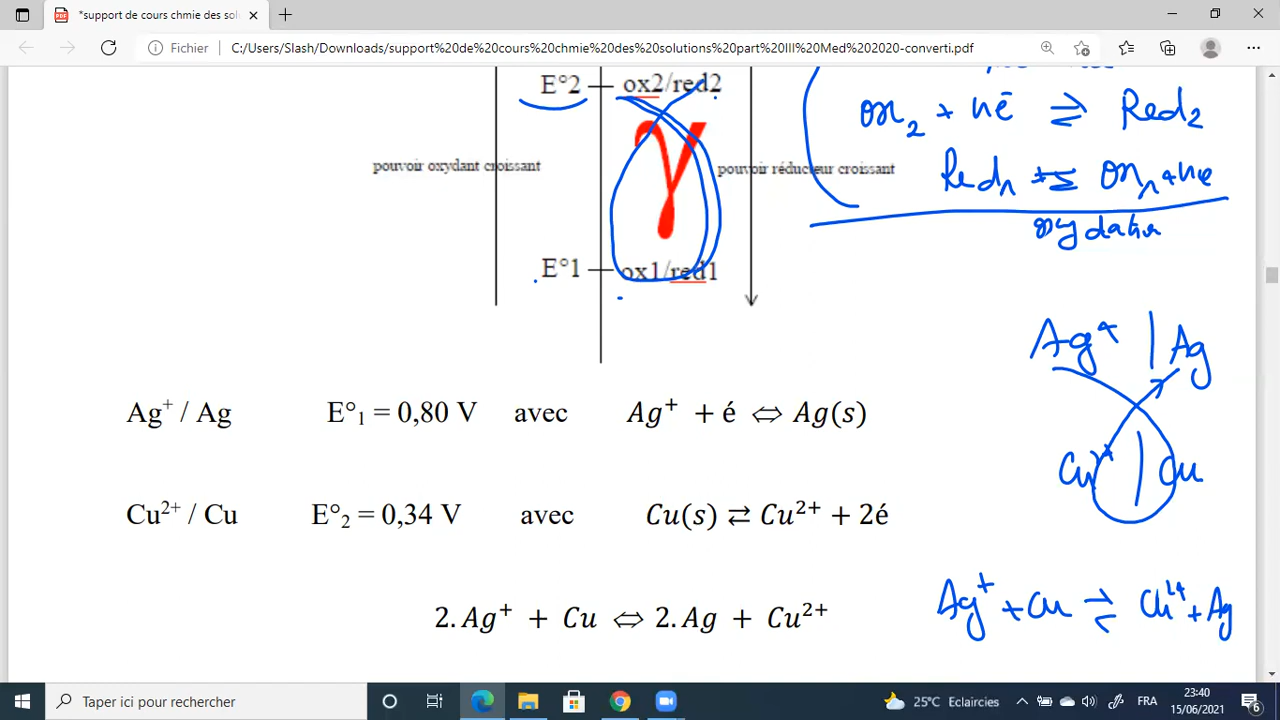 *support de cours chmie des sol
Fichier
C:/Users/Slash/Downloads/support%20de%20cours%20chmie%20des%20solutions%20part%20III%20Med%202020-converti.pdf
E°2
ox2/red2
γ
pouvoir oxydant croissant
pouvoir réducteur croissant
E°1
ox1/red1
ox₂ + nē ⇌ Red₂
Red₁ ⇌ ox₁ + nē
oxydation
Ag⁺ | Ag
Cu²⁺ | Cu
Ag⁺ / Ag E°₁ = 0,80 V avec Ag⁺ + é ⇔ Ag(s)
Cu²⁺ / Cu E°₂ = 0,34 V avec Cu(s) ⇄ Cu²⁺ + 2é
2. Ag⁺ + Cu ⇔ 2. Ag + Cu²⁺
Ag⁺ + Cu ⇌ Cu²⁺ + Ag
Taper ici pour rechercher
25°C Eclaircies
FRA
23:40
15/06/2021
6